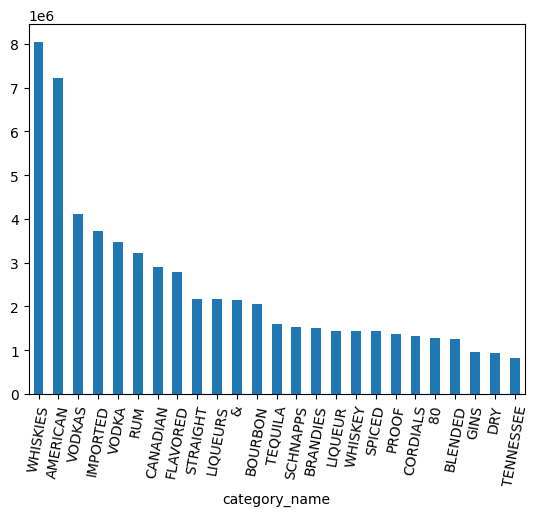 1e6
8
7
6
5
4
3
2
1
0
WHISKIES
AMERICAN
VODKAS
IMPORTED
VODKA
RUM
CANADIAN
FLAVORED
STRAIGHT
LIQUEURS
&
BOURBON
TEQUILA
SCHNAPPS
BRANDIES
LIQUEUR
WHISKEY
SPICED
PROOF
CORDIALS
80
BLENDED
GINS
DRY
TENNESSEE
category_name